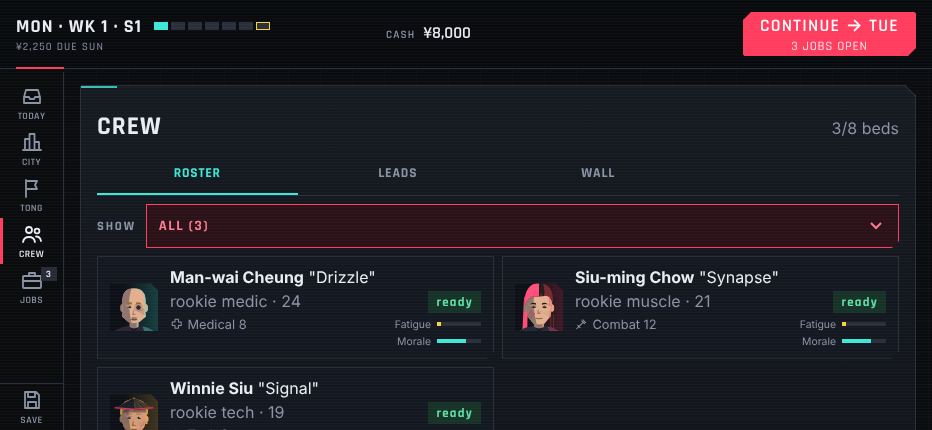 MON · WK 1 · S1
¥2,250 DUE SUN
CASH ¥8,000
CONTINUE → TUE
3 JOBS OPEN
TODAY
CITY
TONG
CREW
3
JOBS
SAVE
CREW
3/8 beds
ROSTER LEADS WALL
SHOW ALL (3)
Man-wai Cheung "Drizzle"
rookie medic · 24
ready
Medical 8
Fatigue
Morale
Siu-ming Chow "Synapse"
rookie muscle · 21
ready
Combat 12
Fatigue
Morale
Winnie Siu "Signal"
rookie tech · 19
ready